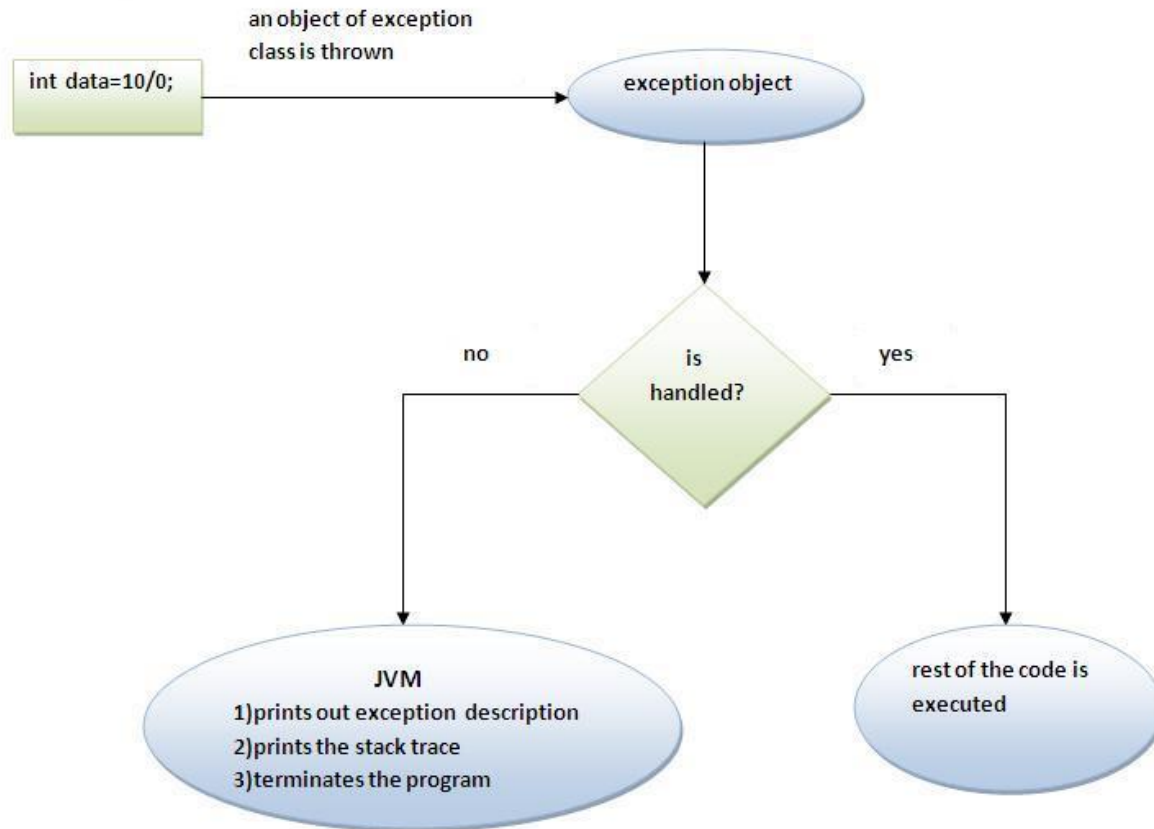 an object of exception
class is thrown
int data=10/0;
exception object
no
is
handled?
yes
JVM
1)prints out exception description
2)prints the stack trace
3)terminates the program
rest of the code is
executed